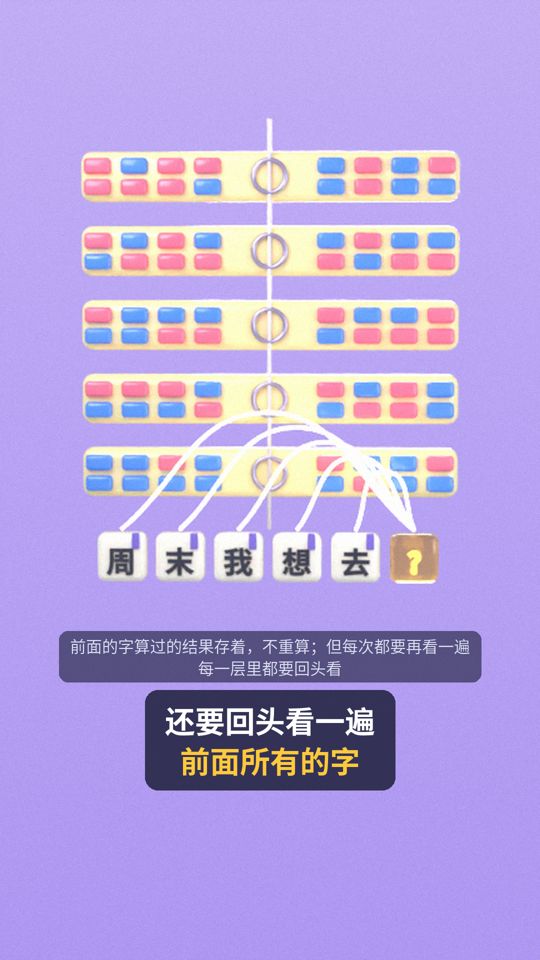 周末我想去?
前面的字算过的结果存着，不重算；但每次都要再看一遍
每一层里都要回头看
还要回头看一遍
前面所有的字